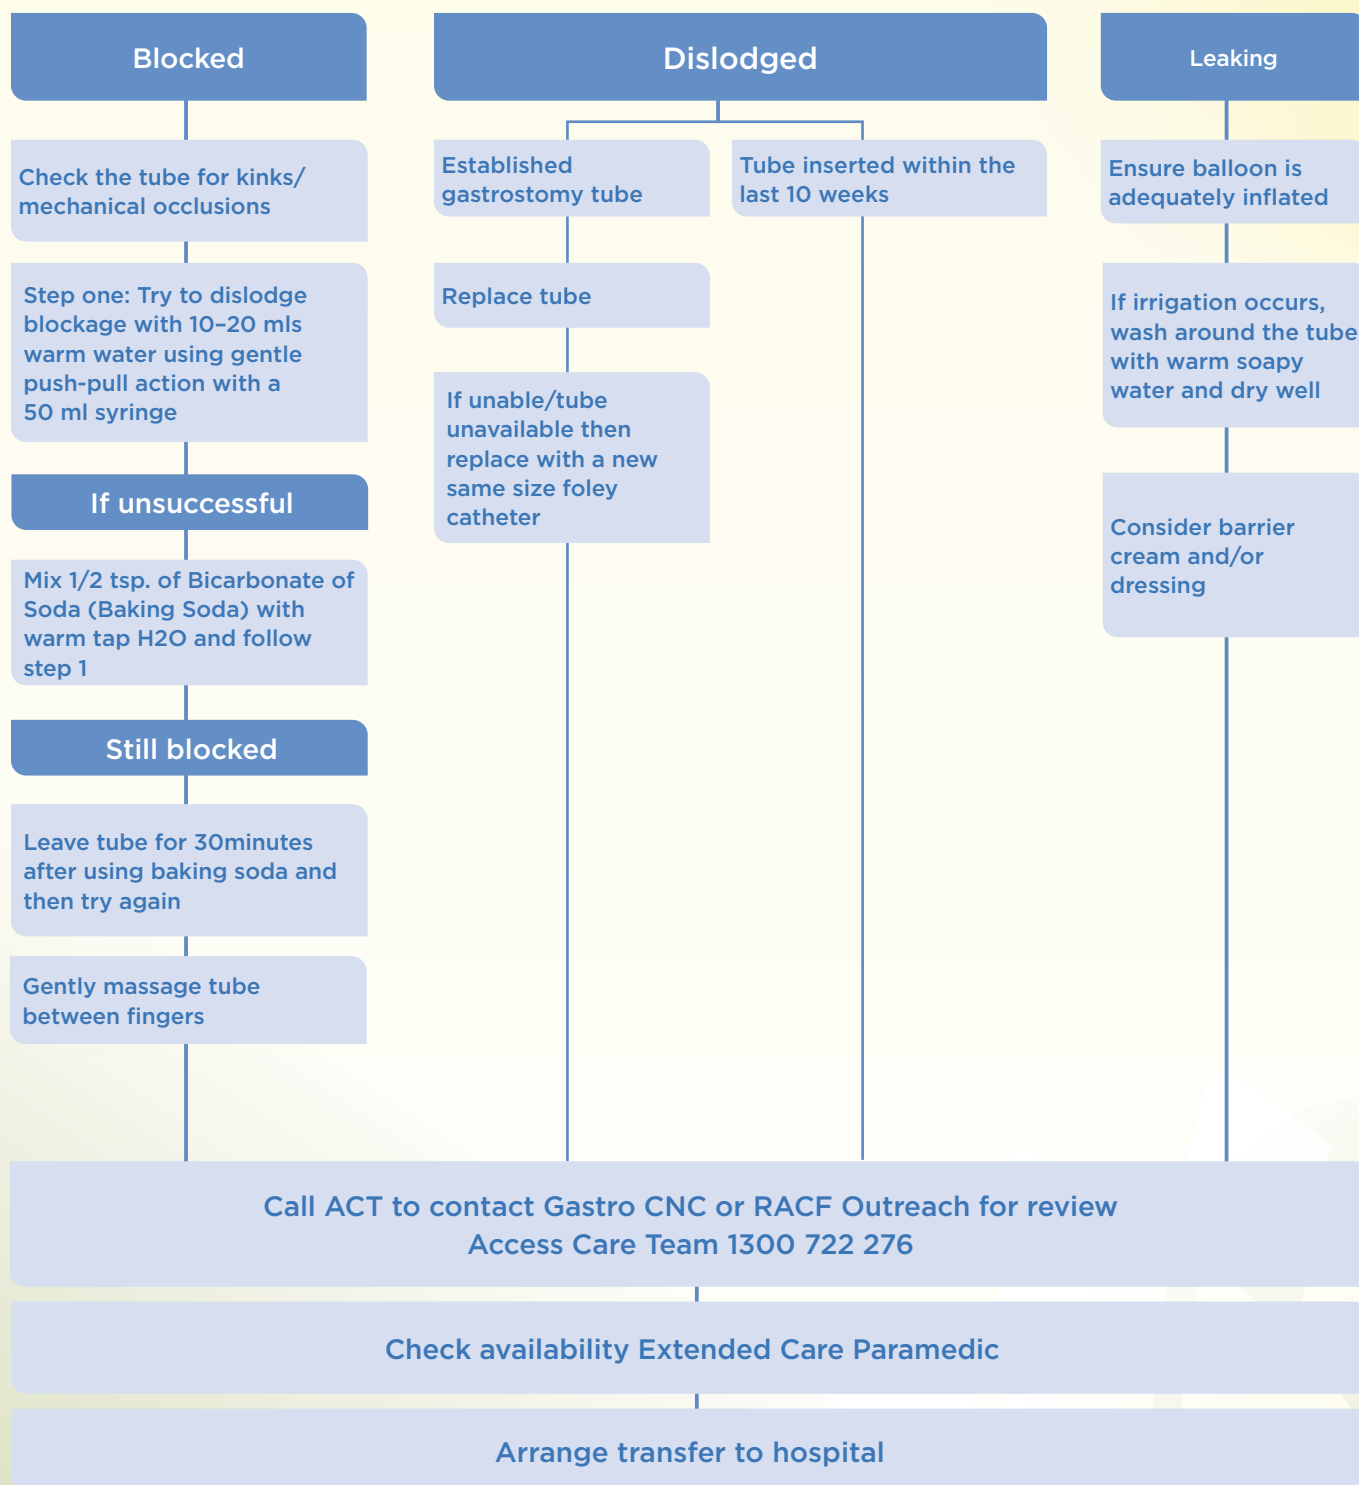 Blocked
Check the tube for kinks/
mechanical occlusions
Step one: Try to dislodge
blockage with 10–20 mls
warm water using gentle
push-pull action with a
50 ml syringe
If unsuccessful
Mix 1/2 tsp. of Bicarbonate of
Soda (Baking Soda) with
warm tap H2O and follow
step 1
Still blocked
Leave tube for 30minutes
after using baking soda and
then try again
Gently massage tube
between fingers
Dislodged
Established
gastrostomy tube
Replace tube
If unable/tube
unavailable then
replace with a new
same size foley
catheter
Tube inserted within the
last 10 weeks
Leaking
Ensure balloon is
adequately inflated
If irrigation occurs,
wash around the tube
with warm soapy
water and dry well
Consider barrier
cream and/or
dressing
Call ACT to contact Gastro CNC or RACF Outreach for review
Access Care Team 1300 722 276
Check availability Extended Care Paramedic
Arrange transfer to hospital